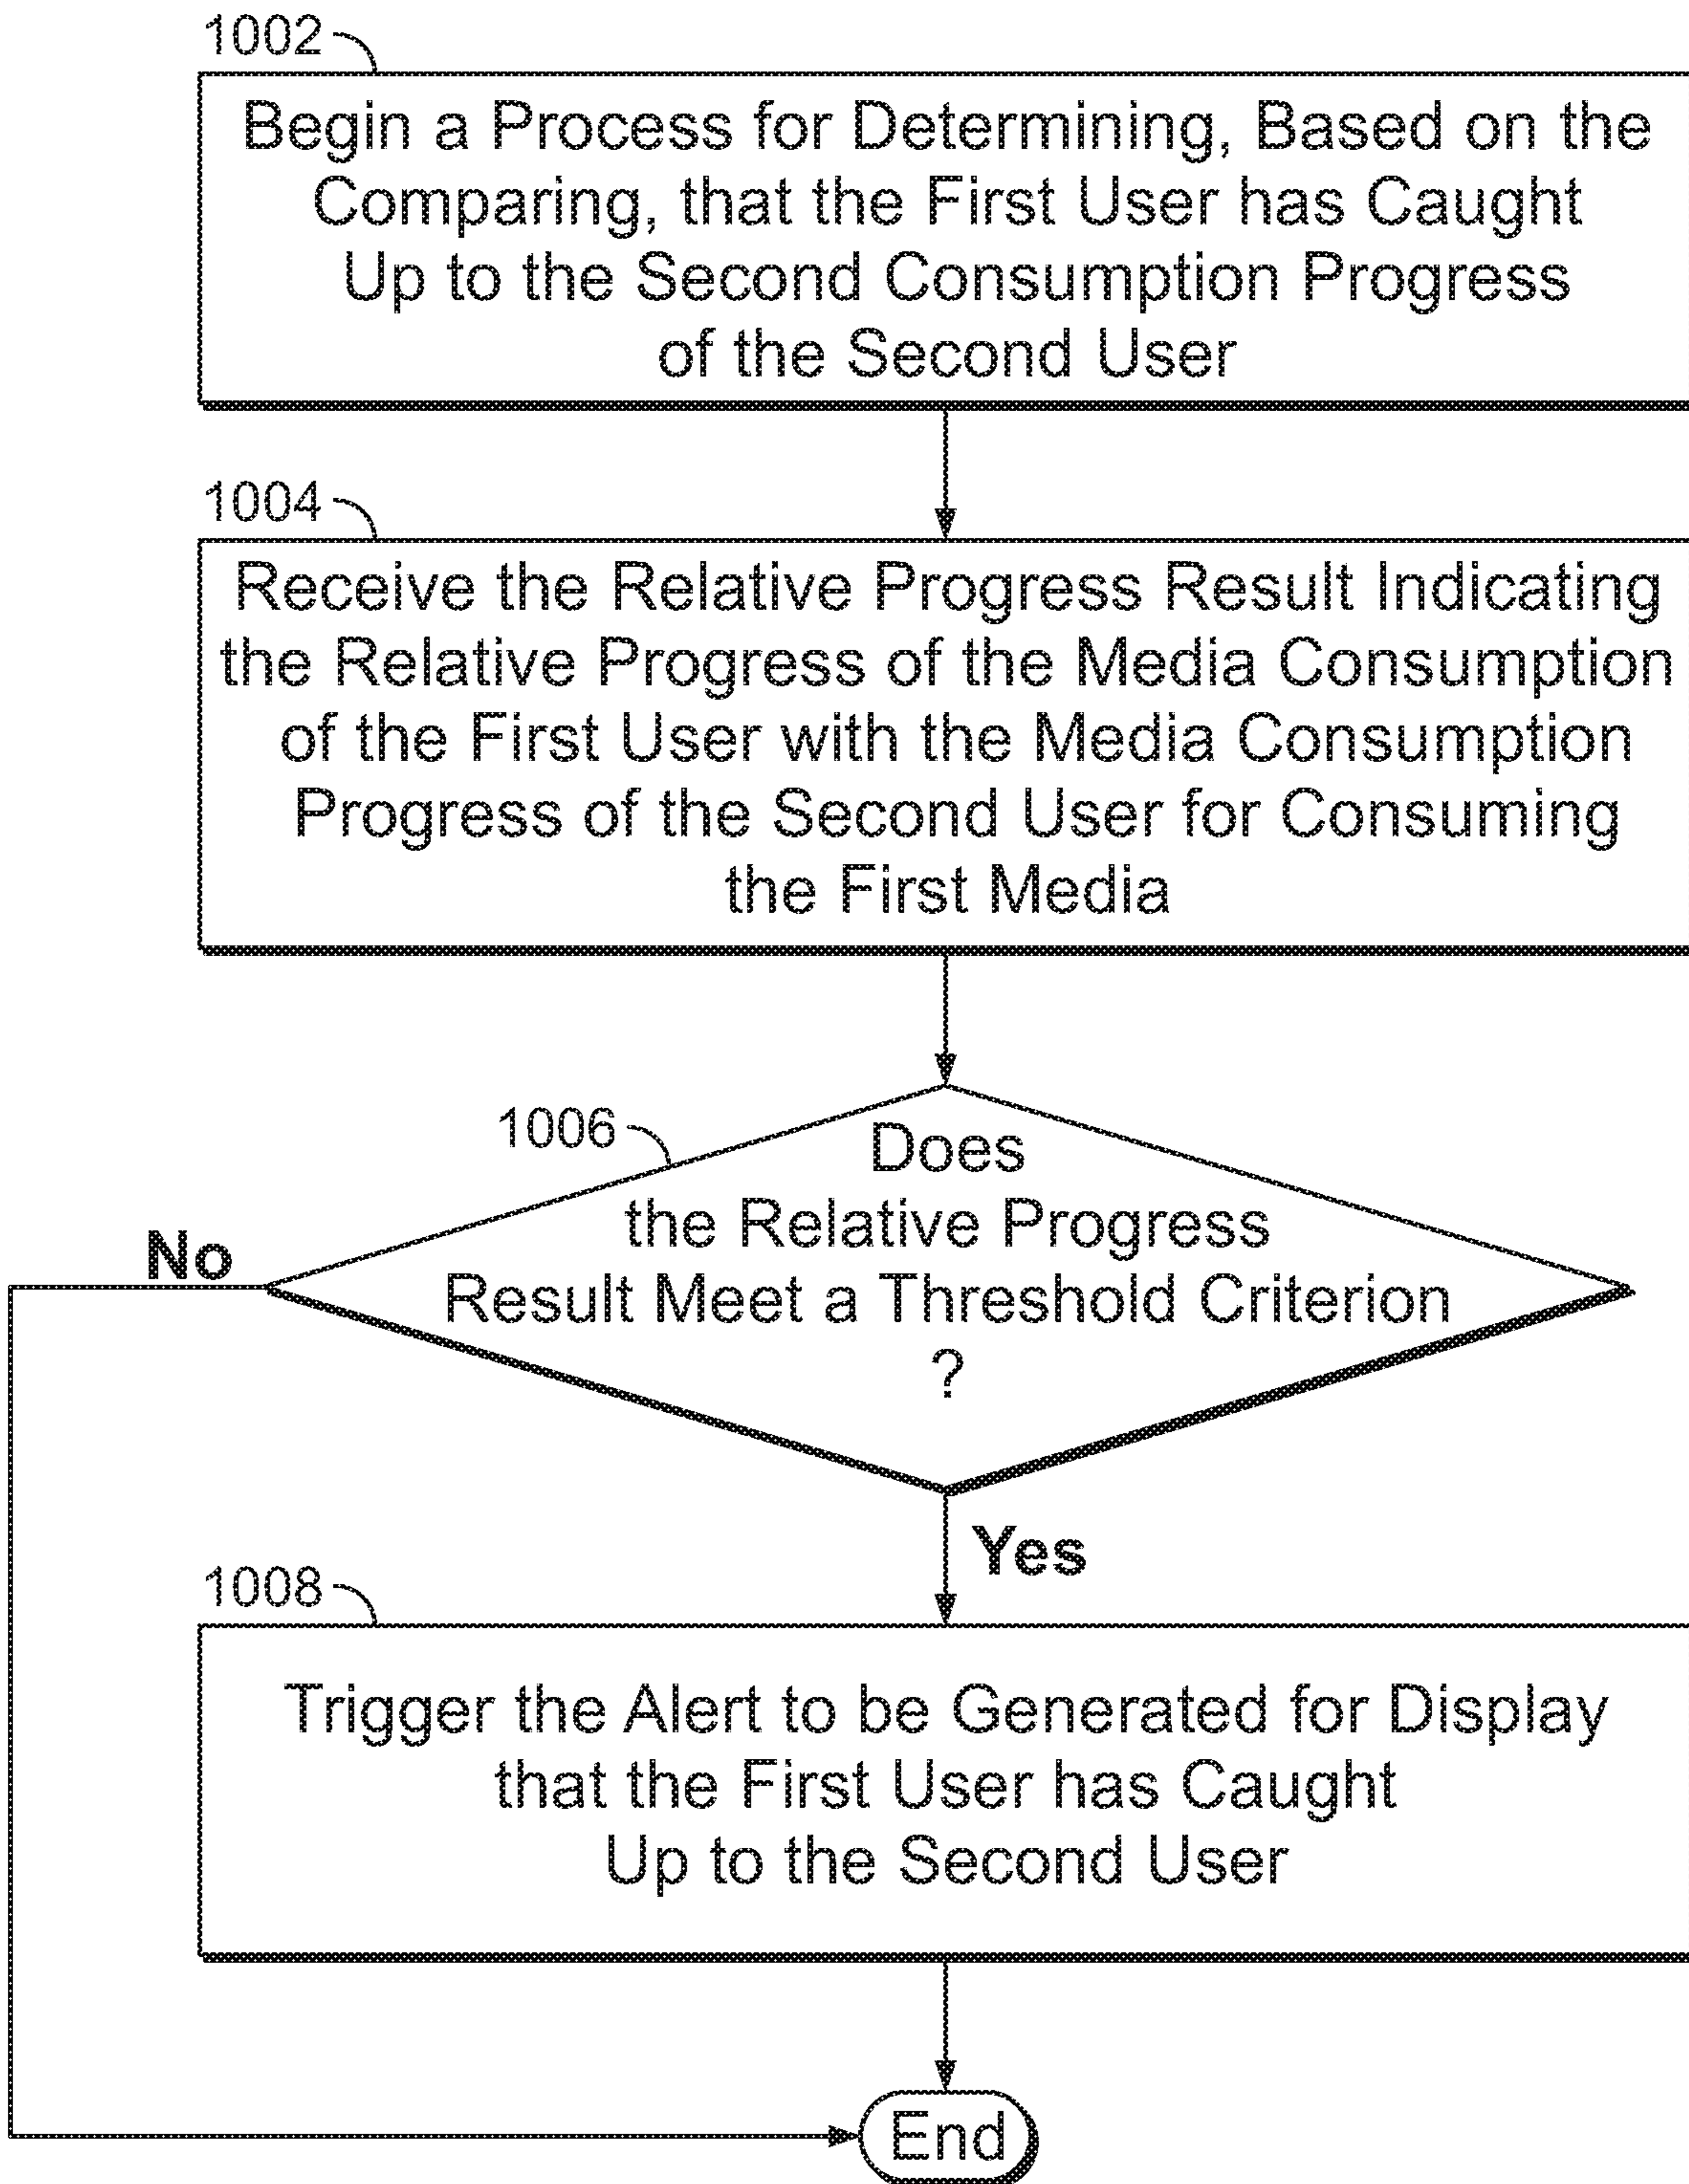 1002
Begin a Process for Determining, Based on the
Comparing, that the First User has Caught
Up to the Second Consumption Progress
of the Second User
1004
Receive the Relative Progress Result Indicating
the Relative Progress of the Media Consumption
of the First User with the Media Consumption
Progress of the Second User for Consuming
the First Media
1006
Does
the Relative Progress
Result Meet a Threshold Criterion
?
No
Yes
1008
Trigger the Alert to be Generated for Display
that the First User has Caught
Up to the Second User
End